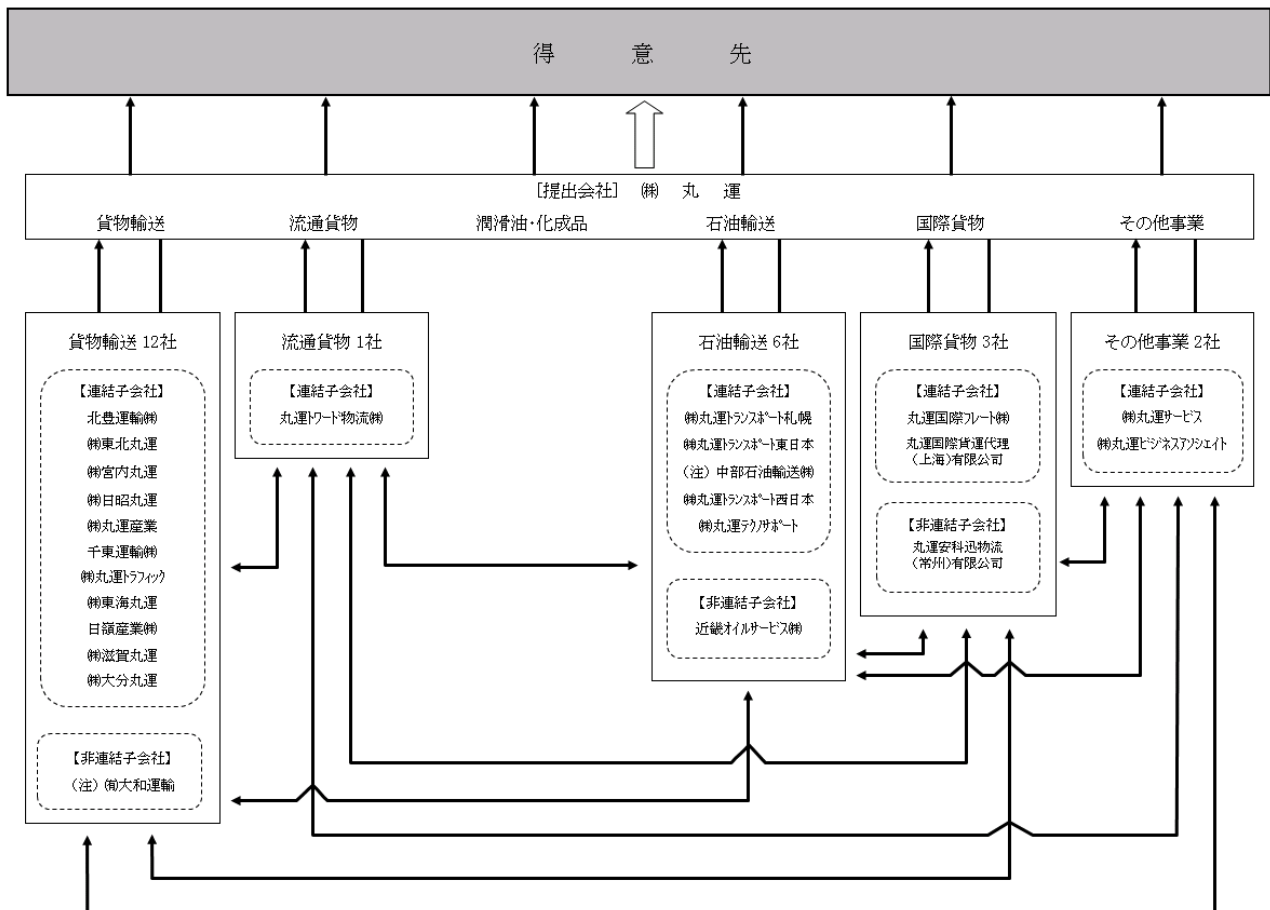 得 意 先
[提出会社] ㈱ 丸 運
貨物輸送 流通貨物 潤滑油・化成品 石油輸送 国際貨物 その他事業
貨物輸送 12社
【連結子会社】
北豊運輸㈱
㈱東北丸運
㈱宮内丸運
㈱日昭丸運
㈱丸運産業
千東運輸㈱
㈱丸運トラフィック
㈱東海丸運
日嶺産業㈱
㈱滋賀丸運
㈱大分丸運
【非連結子会社】
(注) ㈲大和運輸
流通貨物 1社
【連結子会社】
丸運トワード物流㈱
石油輸送 6社
【連結子会社】
㈱丸運トランスポート札幌
㈱丸運トランスポート東日本
(注) 中部石油輸送㈱
㈱丸運トランスポート西日本
㈱丸運テクノサポート
【非連結子会社】
近畿オイルサービス㈱
国際貨物 3社
【連結子会社】
丸運国際フレート㈱
丸運国際貨運代理
(上海)有限公司
【非連結子会社】
丸運安科迅物流
(常州)有限公司
その他事業 2社
【連結子会社】
㈱丸運サービス
㈱丸運ビジネスアソシエイト